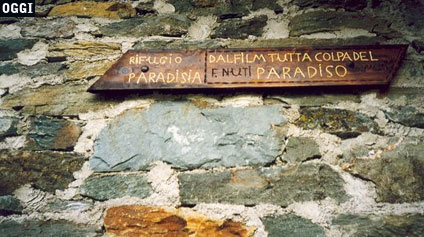 OGGI
RIFUGIO
PARADISIA
DAL FILM TUTTA COLPA DEL
E NUTI PARADISO